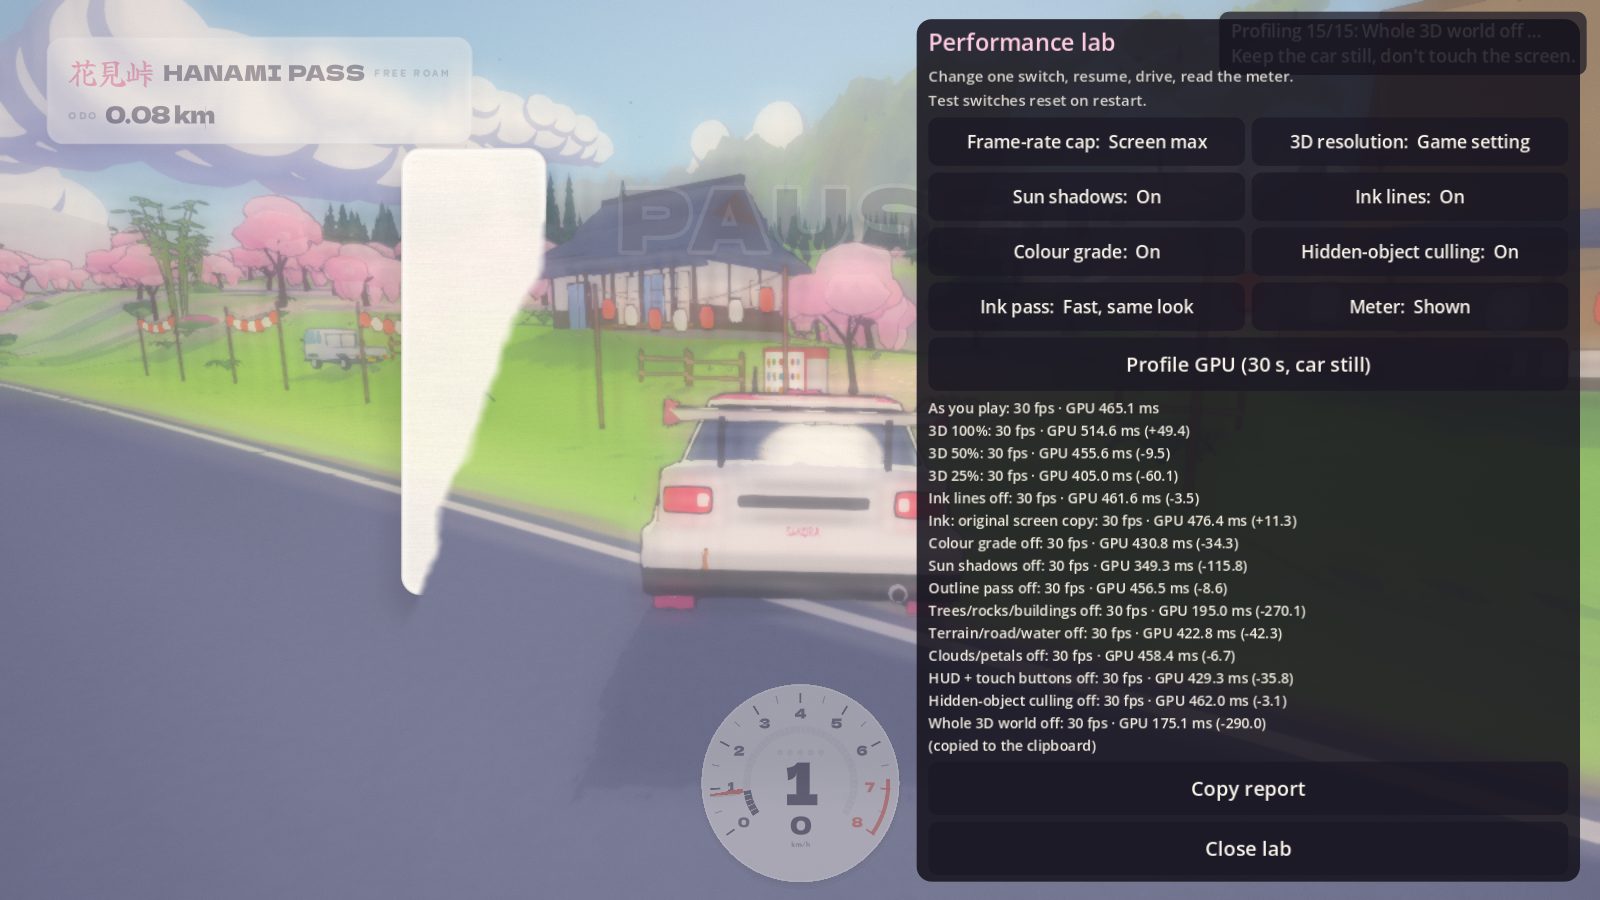 花見峠 HANAMI PASS FREE ROAM
ODO 0.08 km
PAUS
Profiling 15/15: Whole 3D world off ...
Keep the car still, don't touch the screen.
Performance lab
Change one switch, resume, drive, read the meter.
Test switches reset on restart.
Frame-rate cap: Screen max
3D resolution: Game setting
Sun shadows: On
Ink lines: On
Colour grade: On
Hidden-object culling: On
Ink pass: Fast, same look
Meter: Shown
Profile GPU (30 s, car still)
As you play: 30 fps · GPU 465.1 ms
3D 100%: 30 fps · GPU 514.6 ms (+49.4)
3D 50%: 30 fps · GPU 455.6 ms (-9.5)
3D 25%: 30 fps · GPU 405.0 ms (-60.1)
Ink lines off: 30 fps · GPU 461.6 ms (-3.5)
Ink: original screen copy: 30 fps · GPU 476.4 ms (+11.3)
Colour grade off: 30 fps · GPU 430.8 ms (-34.3)
Sun shadows off: 30 fps · GPU 349.3 ms (-115.8)
Outline pass off: 30 fps · GPU 456.5 ms (-8.6)
Trees/rocks/buildings off: 30 fps · GPU 195.0 ms (-270.1)
Terrain/road/water off: 30 fps · GPU 422.8 ms (-42.3)
Clouds/petals off: 30 fps · GPU 458.4 ms (-6.7)
HUD + touch buttons off: 30 fps · GPU 429.3 ms (-35.8)
Hidden-object culling off: 30 fps · GPU 462.0 ms (-3.1)
Whole 3D world off: 30 fps · GPU 175.1 ms (-290.0)
(copied to the clipboard)
Copy report
Close lab
0 1 2 3 4 5 6 7 8
1
0
km/h